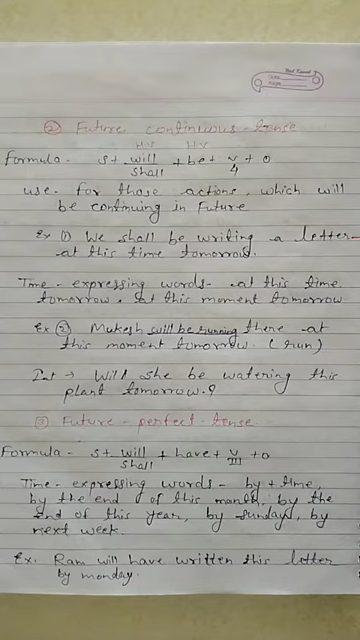 ② Future continuous-tense
H.V H.V
Formula - S+ will/shall +be+ V4 + O
use- for those actions, which will
be continuing in Future
Ex ① We shall be writing a letter
at this time tomorrow.
Time - expressing words- at this time
tomorrow. at this moment tomorrow
Ex ② Mukesh will be running there at
this moment tomorrow. (run)
Int → Will she be watering this
plant tomorrow.?
③ Future - perfect-tense.
Formula - S+ will/shall + have+ VIII +O
Time - expressing words - by + time,
by the end of this month, by the
end of this year, by sunday, by
next week.
Ex. Ram will have written this letter
by monday.